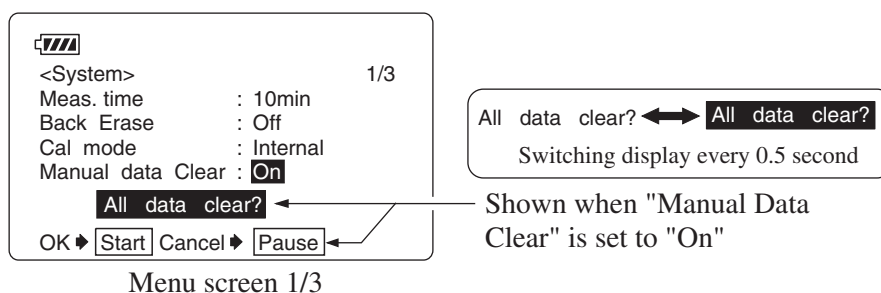 <System> 1/3
Meas. time : 10min
Back Erase : Off
Cal mode : Internal
Manual data Clear : On
All data clear?
OK Start Cancel Pause
Menu screen 1/3
All data clear? All data clear?
Switching display every 0.5 second
Shown when "Manual Data
Clear" is set to "On"